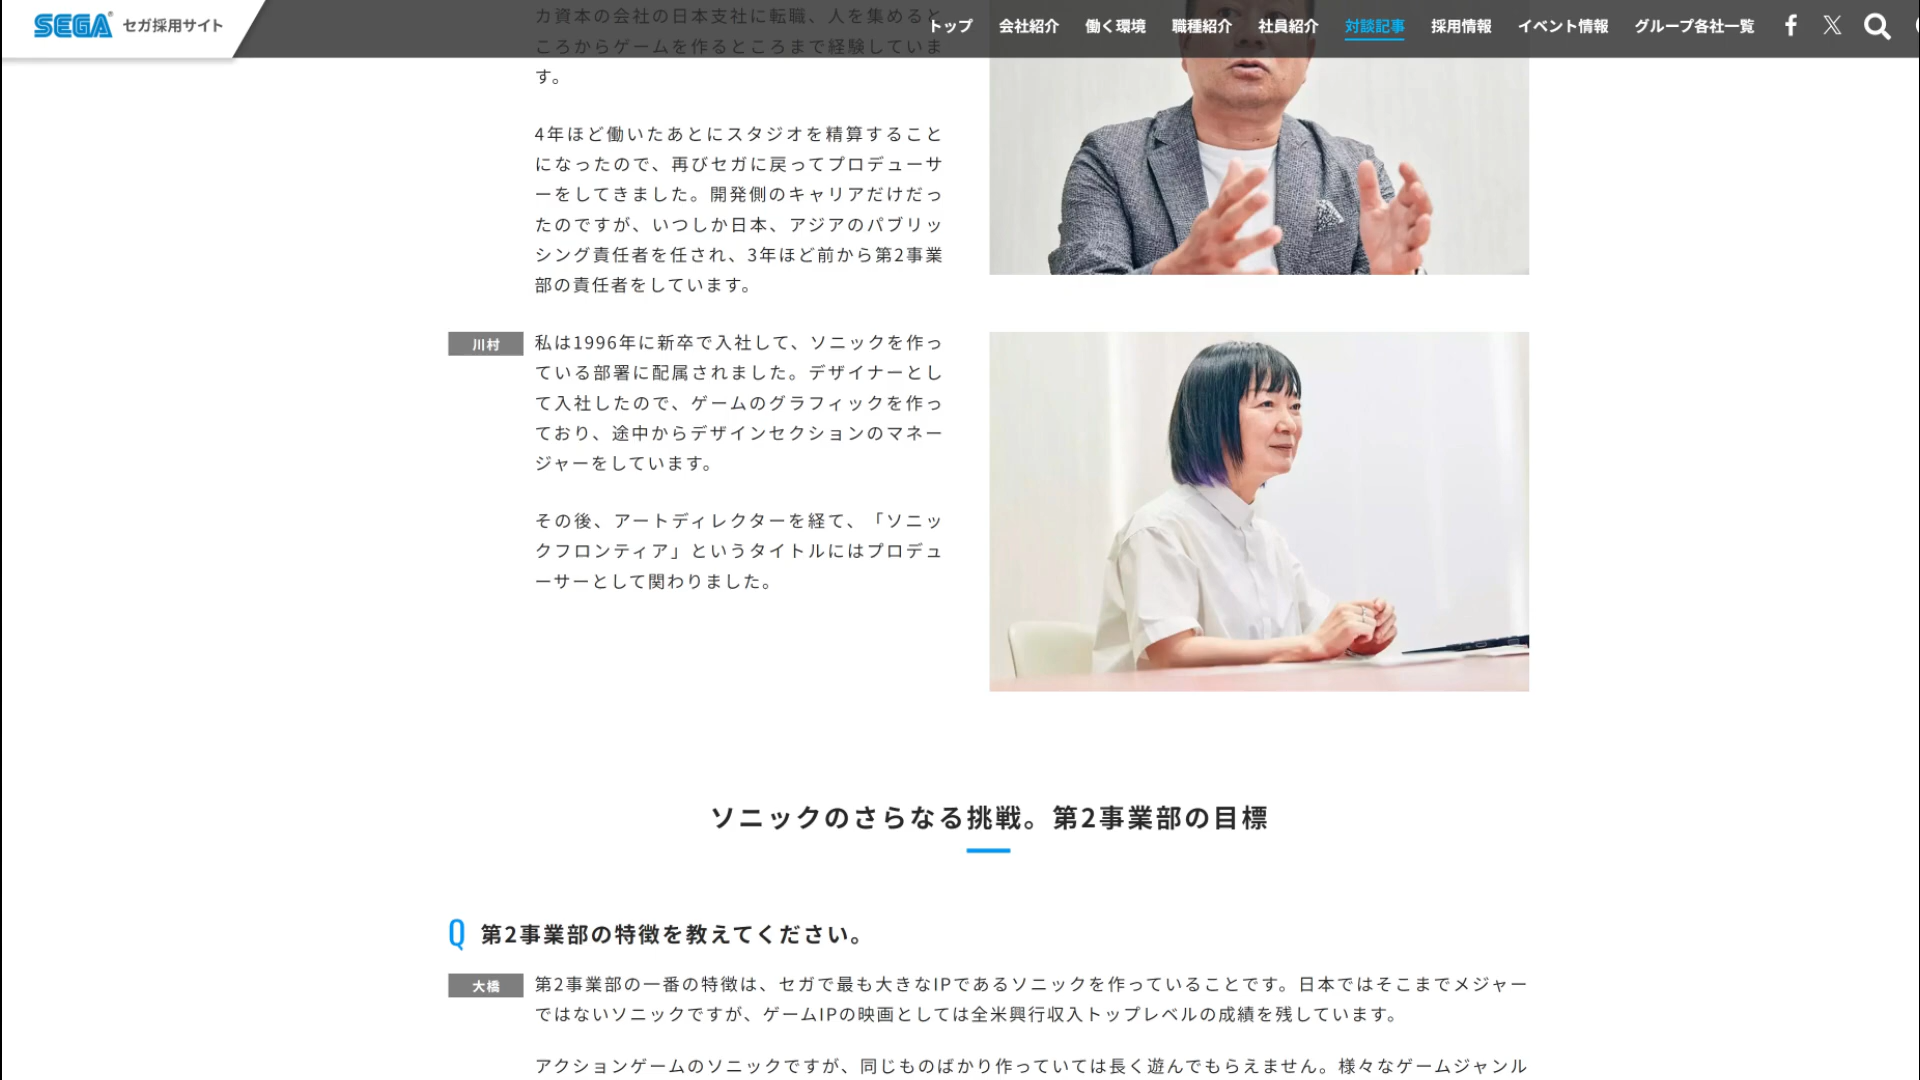 SEGA セガ採用サイト
トップ 会社紹介 働く環境 職種紹介 社員紹介 対談記事 採用情報 イベント情報 グループ各社一覧
カ資本の会社の日本支社に転職、人を集めると
ころからゲームを作るところまで経験していま
す。
4年ほど働いたあとにスタジオを精算すること
になったので、再びセガに戻ってプロデューサ
ーをしてきました。開発側のキャリアだけだっ
たのですが、いつしか日本、アジアのパブリッ
シング責任者を任され、3年ほど前から第2事業
部の責任者をしています。
川村
私は1996年に新卒で入社して、ソニックを作っ
ている部署に配属されました。デザイナーとし
て入社したので、ゲームのグラフィックを作っ
ており、途中からデザインセクションのマネー
ジャーをしています。
その後、アートディレクターを経て、「ソニッ
クフロンティア」というタイトルにはプロデュ
ーサーとして関わりました。
ソニックのさらなる挑戦。第2事業部の目標
Q 第2事業部の特徴を教えてください。
大橋
第2事業部の一番の特徴は、セガで最も大きなIPであるソニックを作っていることです。日本ではそこまでメジャー
ではないソニックですが、ゲームIPの映画としては全米興行収入トップレベルの成績を残しています。
アクションゲームのソニックですが、同じものばかり作っていては長く遊んでもらえません。様々なゲームジャンル